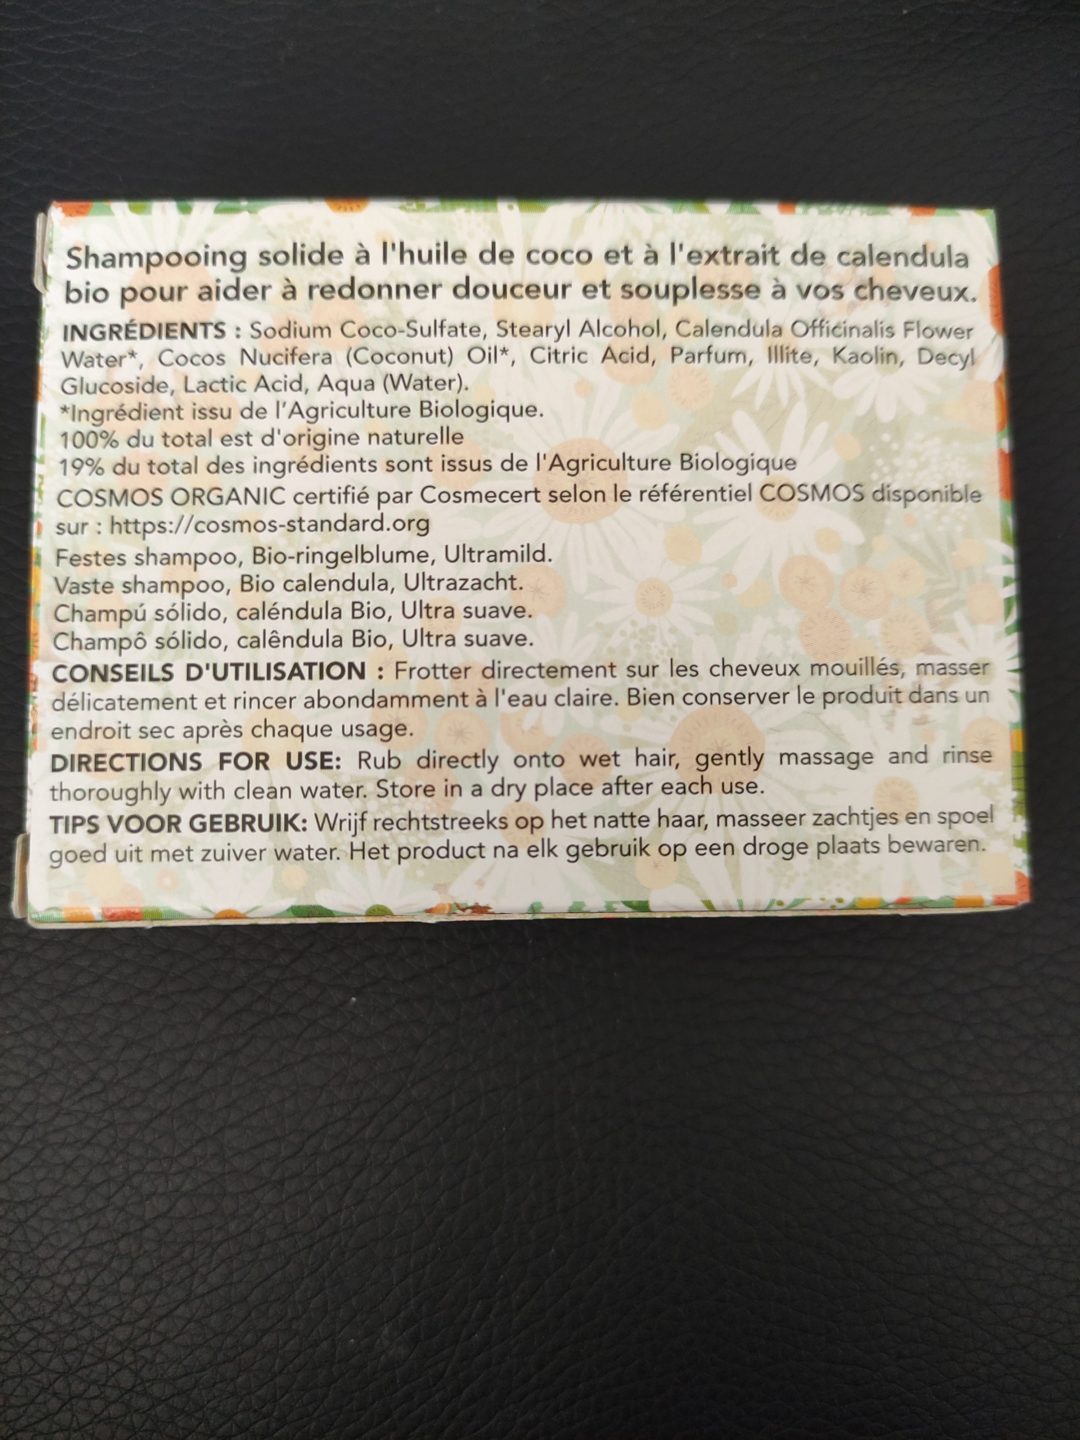 Shampooing solide à l'huile de coco et à l'extrait de calendula
bio pour aider à redonner douceur et souplesse à vos cheveux.
INGRÉDIENTS : Sodium Coco-Sulfate, Stearyl Alcohol, Calendula Officinalis Flower
Water*, Cocos Nucifera (Coconut) Oil*, Citric Acid, Parfum, Illite, Kaolin, Decyl
Glucoside, Lactic Acid, Aqua (Water).
*Ingrédient issu de l'Agriculture Biologique.
100% du total est d'origine naturelle
19% du total des ingrédients sont issus de l'Agriculture Biologique
COSMOS ORGANIC certifié par Cosmecert selon le référentiel COSMOS disponible
sur : https://cosmos-standard.org
Festes shampoo, Bio-ringelblume, Ultramild.
Vaste shampoo, Bio calendula, Ultrazacht.
Champú sólido, caléndula Bio, Ultra suave.
Champô sólido, calêndula Bio, Ultra suave.
CONSEILS D'UTILISATION : Frotter directement sur les cheveux mouillés, masser
délicatement et rincer abondamment à l'eau claire. Bien conserver le produit dans un
endroit sec après chaque usage.
DIRECTIONS FOR USE: Rub directly onto wet hair, gently massage and rinse
thoroughly with clean water. Store in a dry place after each use.
TIPS VOOR GEBRUIK: Wrijf rechtstreeks op het natte haar, masseer zachtjes en spoel
goed uit met zuiver water. Het product na elk gebruik op een droge plaats bewaren.